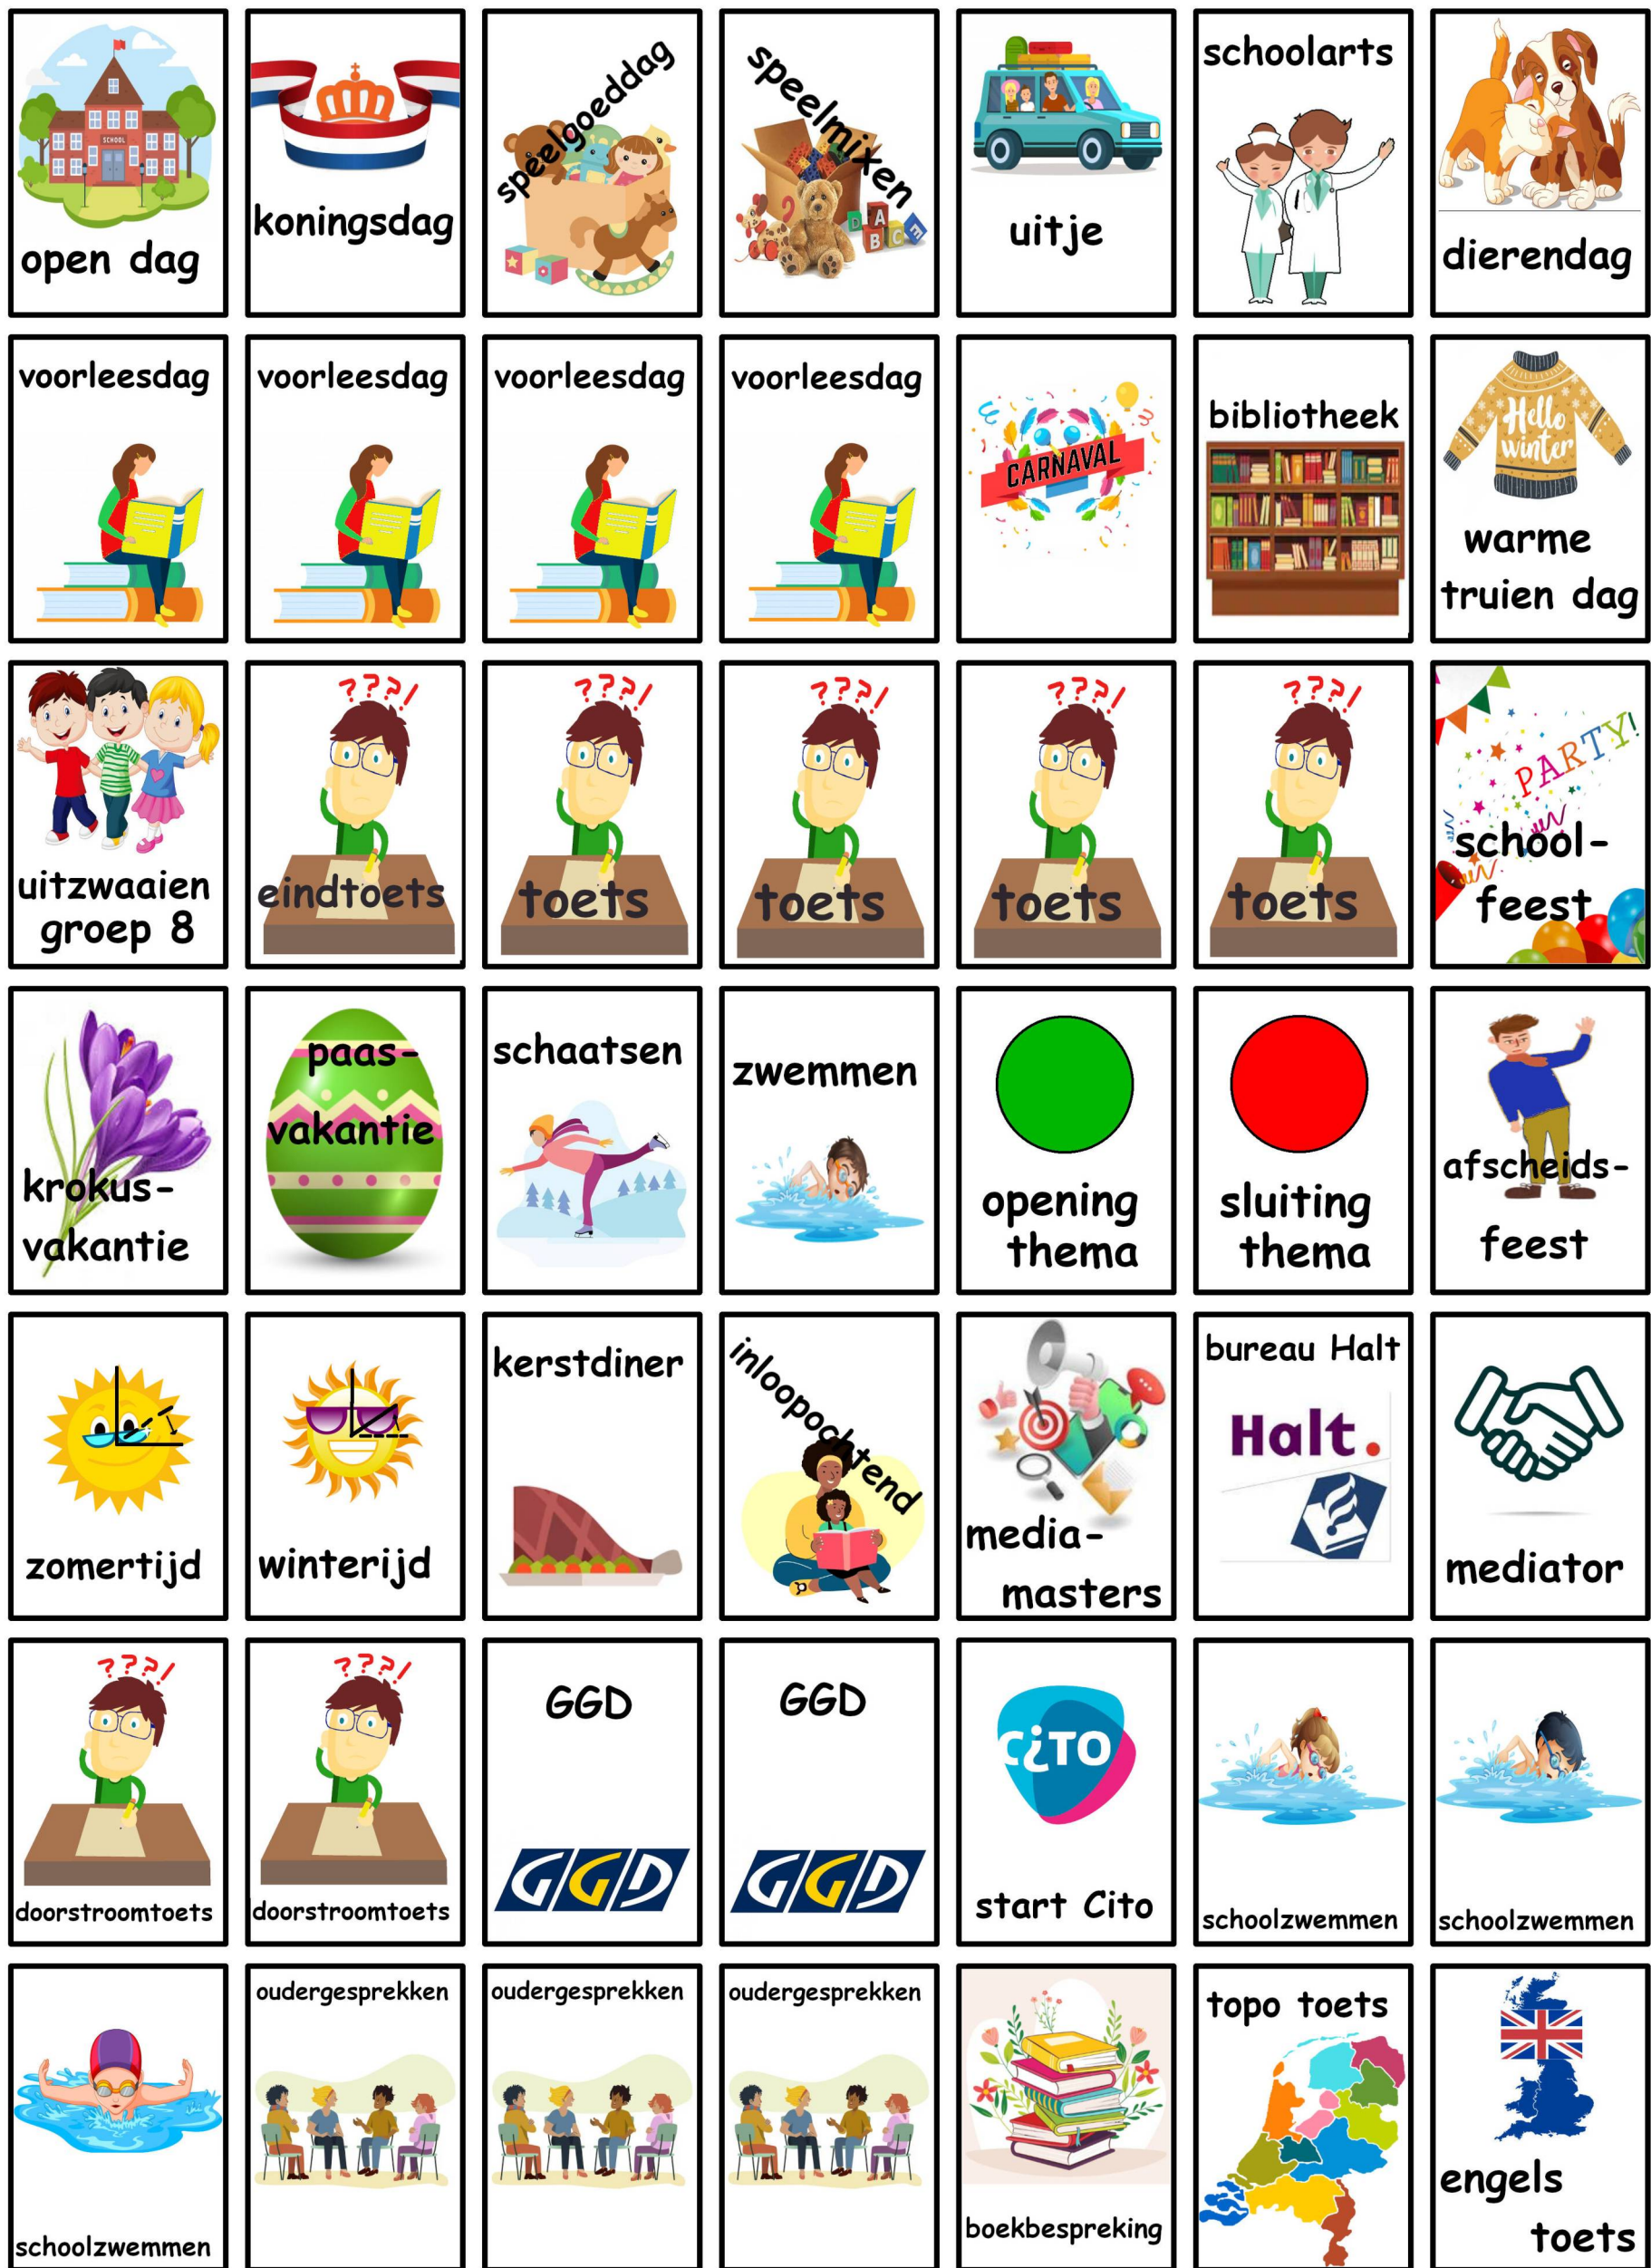 SCHOOL
open dag
koningsdag
speelgoeddag
speelmixen
A
D
B
C
E
uitje
schoolarts
dierendag
voorleesdag
voorleesdag
voorleesdag
voorleesdag
CARNAVAL
bibliotheek
Hello
winter
warme
truien dag
uitzwaaien
groep 8
???!
eindtoets
???!
toets
???!
toets
???!
toets
???!
toets
PARTY!
school-
feest
krokus-
vakantie
paas-
vakantie
schaatsen
zwemmen
opening
thema
sluiting
thema
afscheids-
feest
zomertijd
winterijd
kerstdiner
inloopochtend
media-
masters
bureau Halt
Halt.
mediator
???!
doorstroomtoets
???!
doorstroomtoets
GGD
GGD
GGD
GGD
CiTO
start Cito
schoolzwemmen
schoolzwemmen
schoolzwemmen
oudergesprekken
oudergesprekken
oudergesprekken
boekbespreking
topo toets
engels
toets